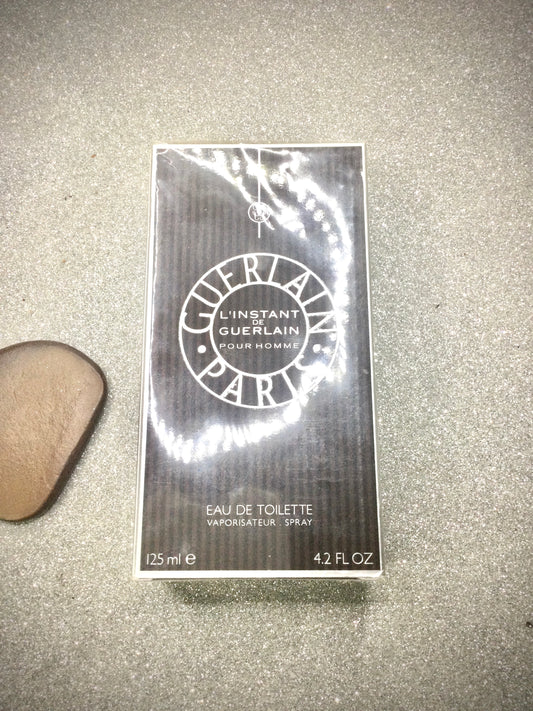 GUERLAIN
L'INSTANT
DE
GUERLAIN
POUR HOMME
• PARIS •
EAU DE TOILETTE
VAPORISATEUR . SPRAY
125 ml e 4.2 FL OZ